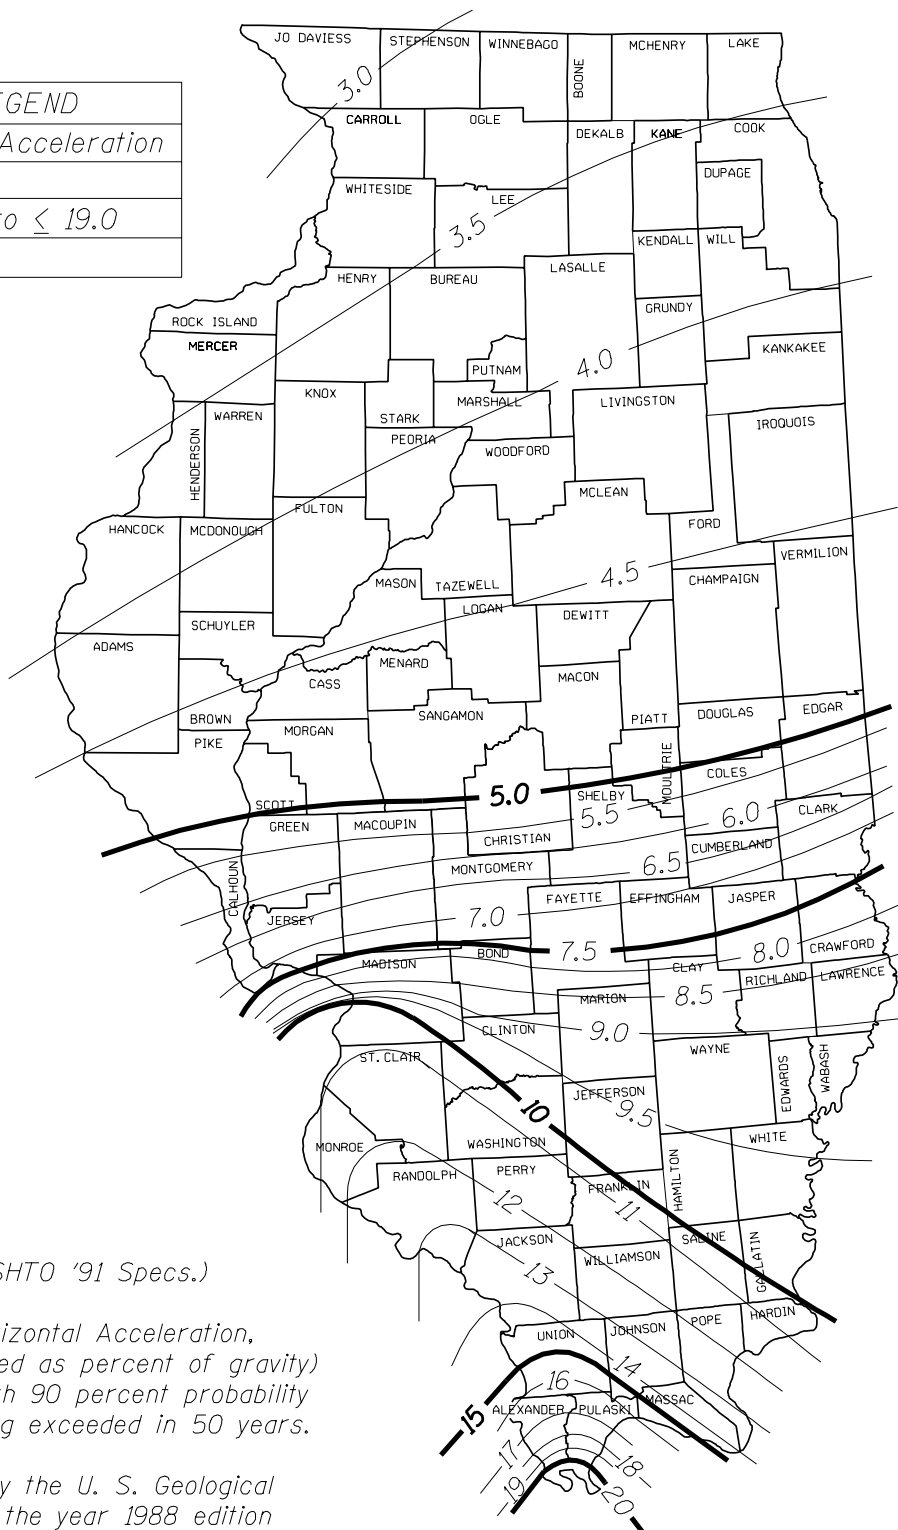 JO DAVIESS
STEPHENSON
WINNEBAGO
BOONE
MCHENRY
LAKE
3.0
EGEND
Acceleration
to ≤ 19.0
CARROLL
OGLE
DEKALB
KANE
COOK
DUPAGE
WHITESIDE
LEE
3.5
KENDALL
WILL
HENRY
BUREAU
LASALLE
GRUNDY
ROCK ISLAND
MERCER
KANKAKEE
PUTNAM
4.0
KNOX
STARK
MARSHALL
LIVINGSTON
WARREN
HENDERSON
PEORIA
IROQUOIS
WOODFORD
MCLEAN
FULTON
HANCOCK
MCDONOUGH
FORD
VERMILION
MASON
TAZEWELL
4.5
CHAMPAIGN
LOGAN
DEWITT
SCHUYLER
ADAMS
MENARD
CASS
MACON
BROWN
SANGAMON
PIATT
DOUGLAS
EDGAR
PIKE
MORGAN
MOULTRIE
COLES
SCOTT
5.0
SHELBY
5.5
6.0
CLARK
GREEN
MACOUPIN
CHRISTIAN
CUMBERLAND
MONTGOMERY
6.5
CALHOUN
FAYETTE
EFFINGHAM
JASPER
JERSEY
7.0
7.5
8.0
CRAWFORD
MADISON
BOND
CLAY
RICHLAND
LAWRENCE
MARION
8.5
CLINTON
9.0
WAYNE
EDWARDS
WABASH
ST. CLAIR
JEFFERSON
9.5
10
MONROE
WASHINGTON
WHITE
RANDOLPH
PERRY
HAMILTON
FRANKLIN
12
11
JACKSON
SALINE
GALLATIN
WILLIAMSON
13
SHTO '91 Specs.)
HARDIN
POPE
JOHNSON
UNION
rizontal Acceleration,
ed as percent of gravity)
14
16
th 90 percent probability
MASSAC
ALEXANDER
PULASKI
15
g exceeded in 50 years.
17
18
19
20
y the U. S. Geological
the year 1988 edition